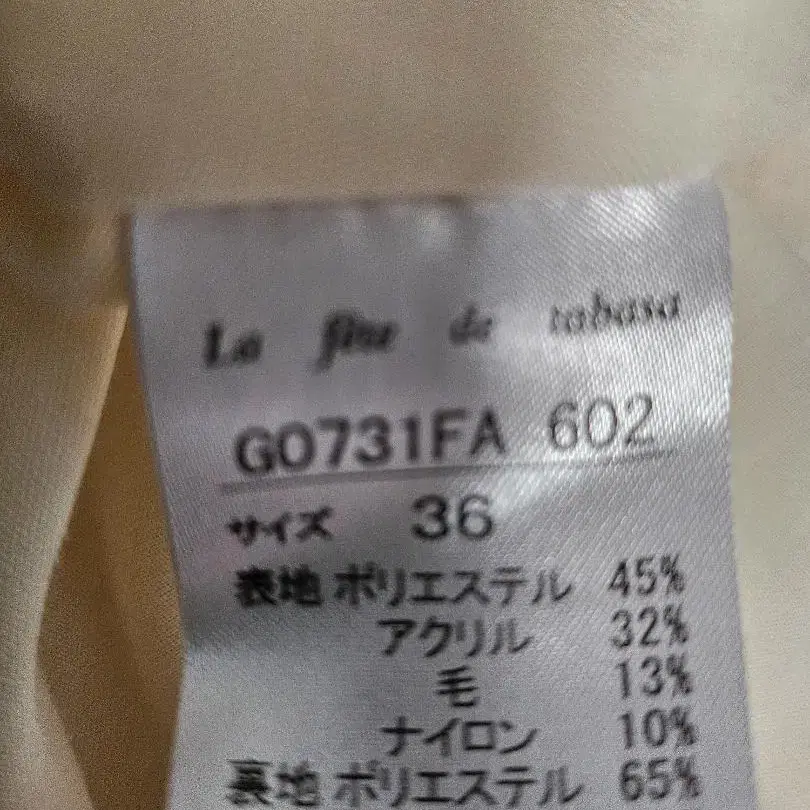 La fête de tabasa
G0731FA 602
サイズ 36
表地 ポリエステル 45%
アクリル 32%
毛 13%
ナイロン 10%
裏地 ポリエステル 65%